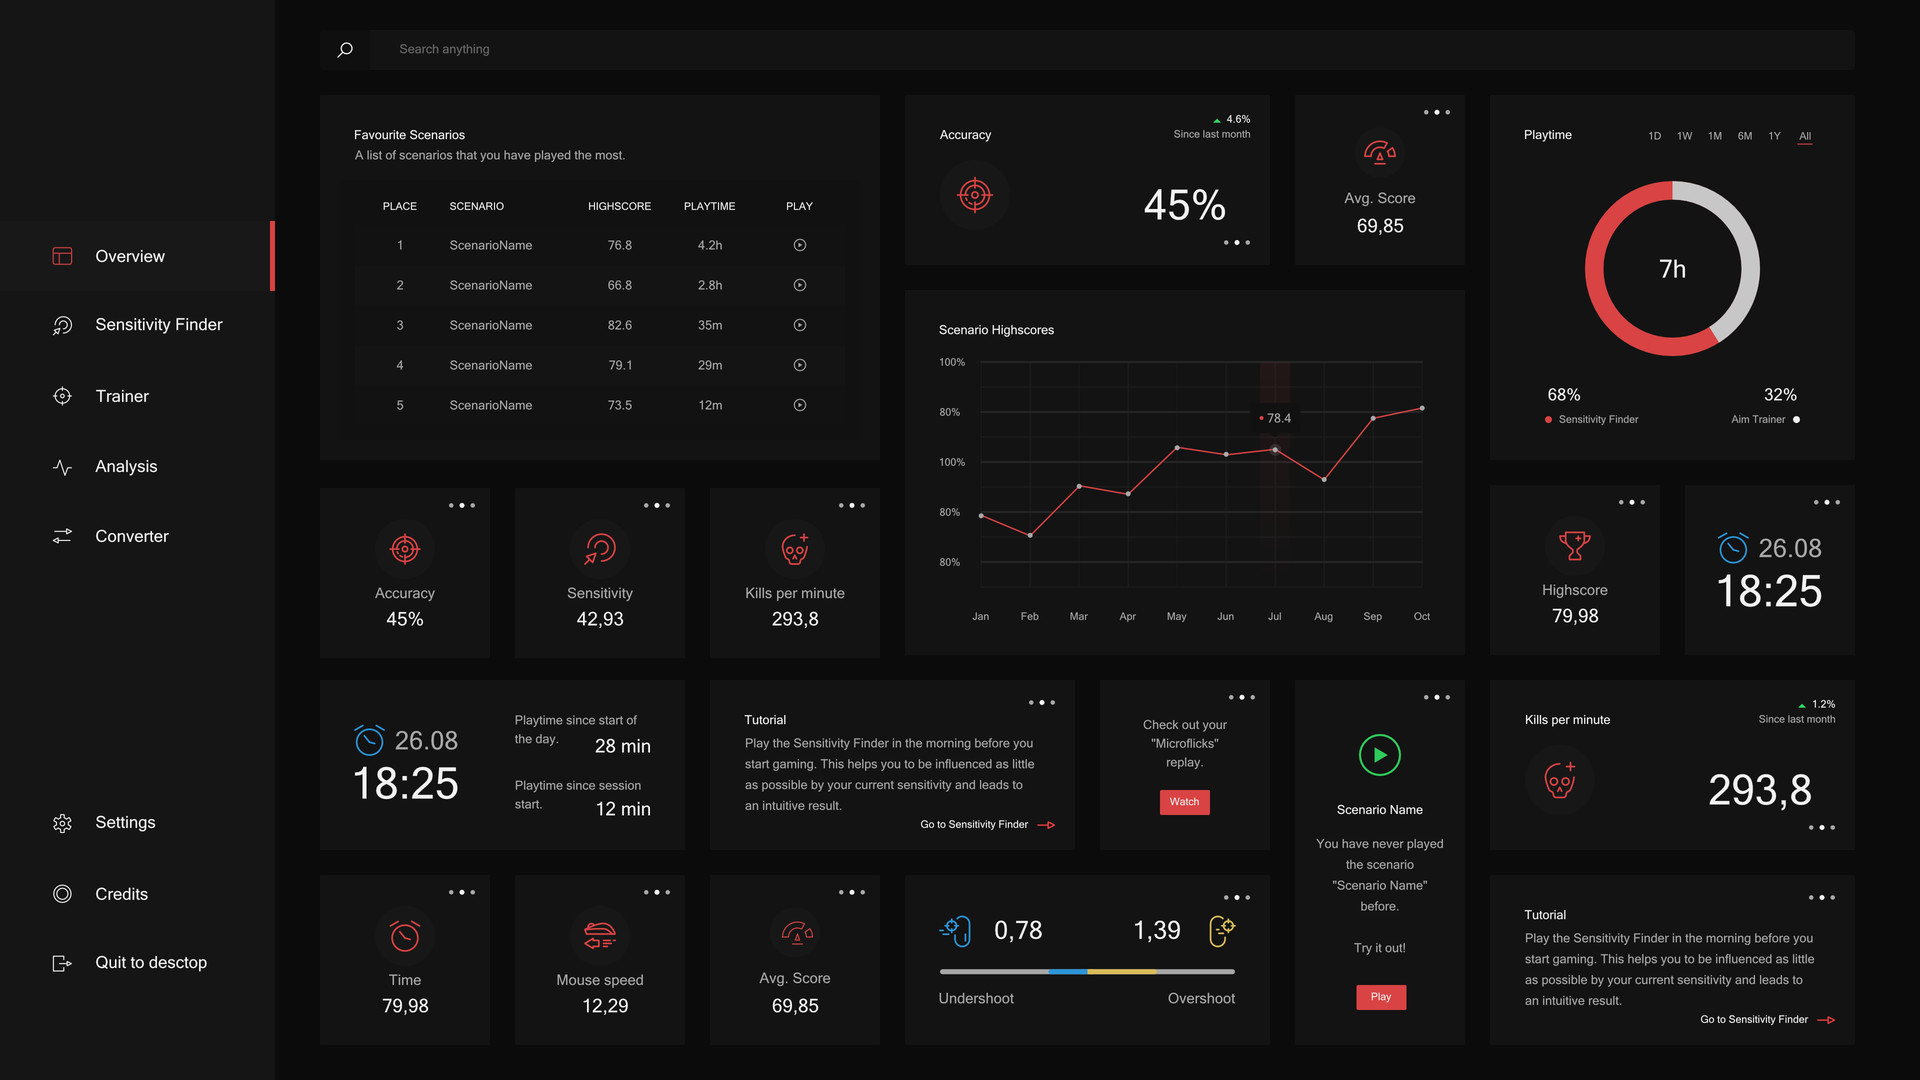 Search anything
Overview
Sensitivity Finder
Trainer
Analysis
Converter
Settings
Credits
Quit to desctop
Favourite Scenarios
A list of scenarios that you have played the most.
PLACE SCENARIO HIGHSCORE PLAYTIME PLAY
1 ScenarioName 76.8 4.2h
2 ScenarioName 66.8 2.8h
3 ScenarioName 82.6 35m
4 ScenarioName 79.1 29m
5 ScenarioName 73.5 12m
Accuracy
4.6%
Since last month
45%
Avg. Score
69,85
Playtime
1D 1W 1M 6M 1Y All
7h
68%
Sensitivity Finder
32%
Aim Trainer
Scenario Highscores
100%
80%
100%
80%
80%
78.4
Jan Feb Mar Apr May Jun Jul Aug Sep Oct
Accuracy
45%
Sensitivity
42,93
Kills per minute
293,8
Highscore
79,98
26.08
18:25
26.08
18:25
Playtime since start of
the day.
28 min
Playtime since session
start.
12 min
Tutorial
Play the Sensitivity Finder in the morning before you
start gaming. This helps you to be influenced as little
as possible by your current sensitivity and leads to
an intuitive result.
Go to Sensitivity Finder
Check out your
"Microflicks"
replay.
Watch
Scenario Name
You have never played
the scenario
"Scenario Name"
before.
Try it out!
Play
Kills per minute
1.2%
Since last month
293,8
Time
79,98
Mouse speed
12,29
Avg. Score
69,85
0,78
1,39
Undershoot
Overshoot
Tutorial
Play the Sensitivity Finder in the morning before you
start gaming. This helps you to be influenced as little
as possible by your current sensitivity and leads to
an intuitive result.
Go to Sensitivity Finder